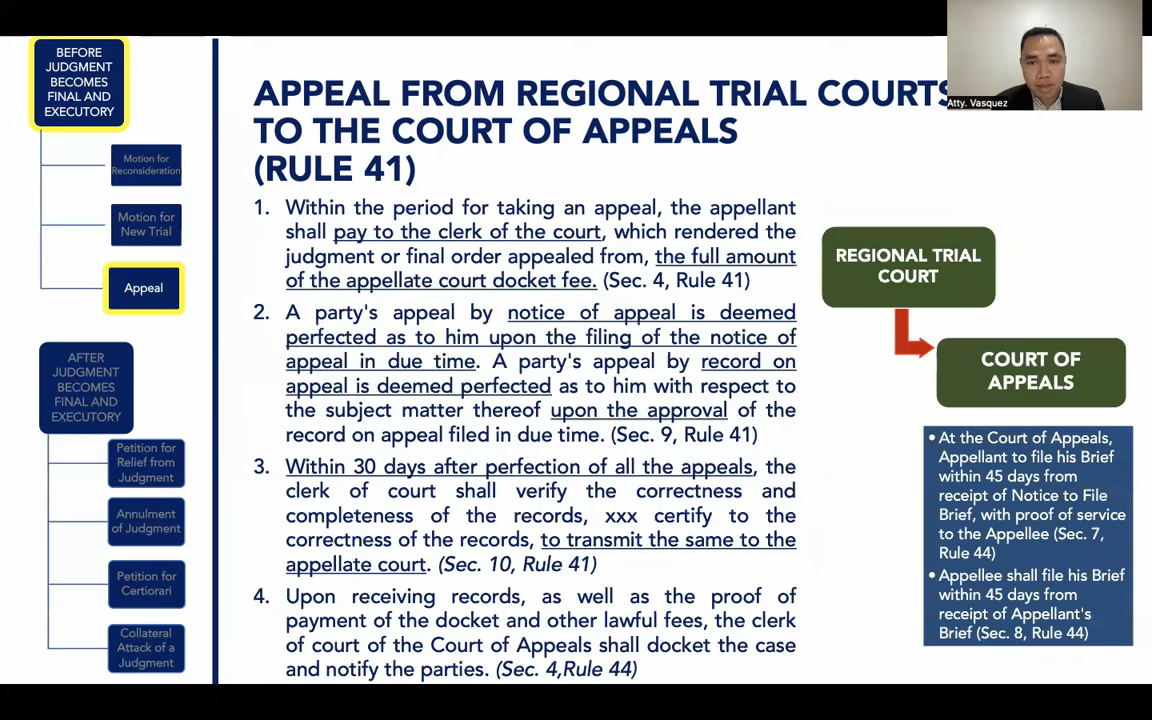 BEFORE
JUDGMENT
BECOMES
FINAL AND
EXECUTORY
Motion for
Reconsideration
Motion for
New Trial
Appeal
AFTER
JUDGMENT
BECOMES
FINAL AND
EXECUTORY
Petition for
Relief from
Judgment
Annulment
of Judgment
Petition for
Certiorari
Collateral
Attack of a
Judgment
APPEAL FROM REGIONAL TRIAL COURTS
TO THE COURT OF APPEALS
(RULE 41)
1. Within the period for taking an appeal, the appellant
shall pay to the clerk of the court, which rendered the
judgment or final order appealed from, the full amount
of the appellate court docket fee. (Sec. 4, Rule 41)
2. A party's appeal by notice of appeal is deemed
perfected as to him upon the filing of the notice of
appeal in due time. A party's appeal by record on
appeal is deemed perfected as to him with respect to
the subject matter thereof upon the approval of the
record on appeal filed in due time. (Sec. 9, Rule 41)
3. Within 30 days after perfection of all the appeals, the
clerk of court shall verify the correctness and
completeness of the records, xxx certify to the
correctness of the records, to transmit the same to the
appellate court. (Sec. 10, Rule 41)
4. Upon receiving records, as well as the proof of
payment of the docket and other lawful fees, the clerk
of court of the Court of Appeals shall docket the case
and notify the parties. (Sec. 4,Rule 44)
Atty. Vasquez
REGIONAL TRIAL
COURT
COURT OF
APPEALS
• At the Court of Appeals,
Appellant to file his Brief
within 45 days from
receipt of Notice to File
Brief, with proof of service
to the Appellee (Sec. 7,
Rule 44)
• Appellee shall file his Brief
within 45 days from
receipt of Appellant's
Brief (Sec. 8, Rule 44)